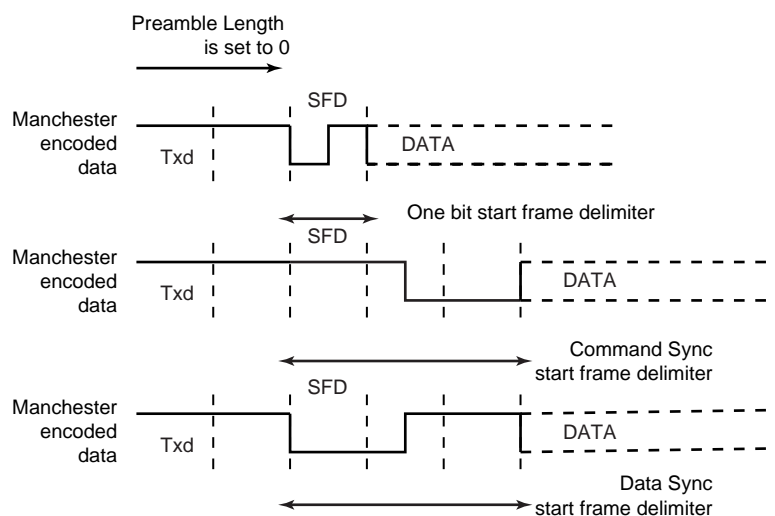 Preamble Length
is set to 0
SFD
Manchester
encoded
data
Txd
DATA
One bit start frame delimiter
SFD
Manchester
encoded
data
Txd
DATA
Command Sync
start frame delimiter
SFD
Manchester
encoded
data
Txd
DATA
Data Sync
start frame delimiter